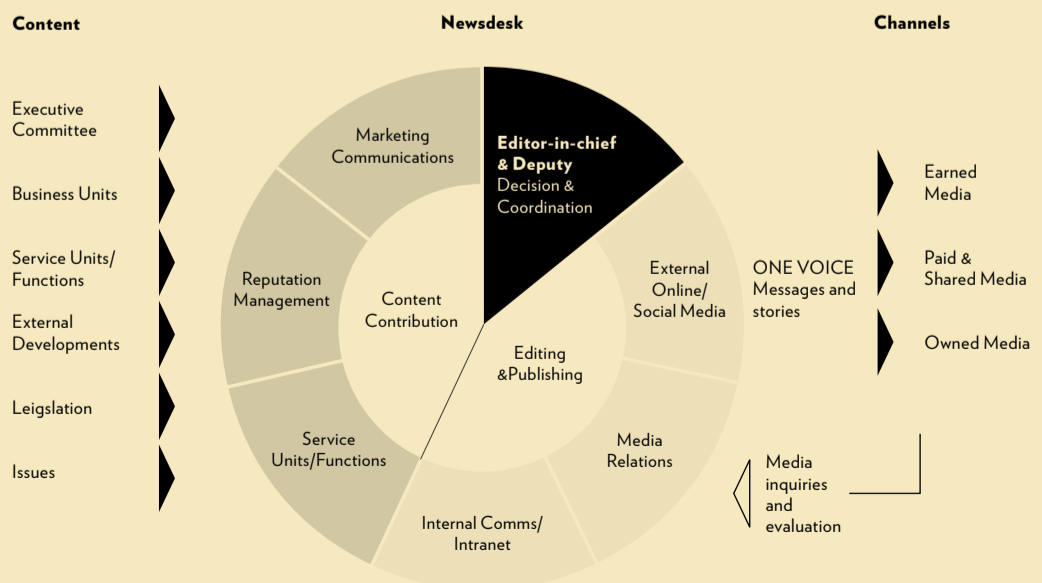 Content
Newsdesk
Channels
Executive
Committee
Business Units
Service Units/
Functions
External
Developments
Leigslation
Issues
Marketing
Communications
Editor-in-chief
& Deputy
Decision &
Coordination
Reputation
Management
Content
Contribution
External
Online/
Social Media
Editing
&Publishing
Service
Units/Functions
Media
Relations
Internal Comms/
Intranet
ONE VOICE
Messages and
stories
Earned
Media
Paid &
Shared Media
Owned Media
Media
inquiries
and
evaluation